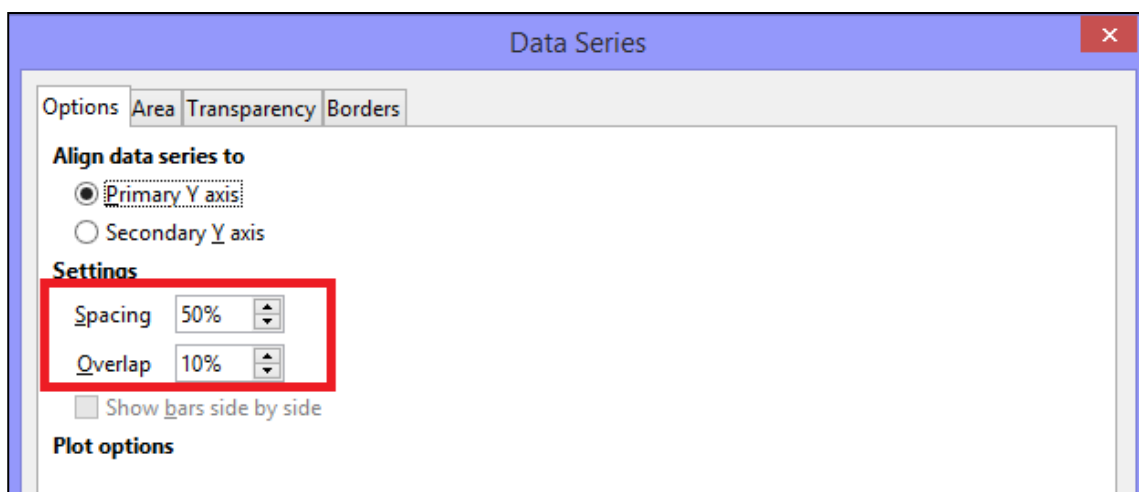 Data Series
Options Area Transparency Borders
Align data series to
Primary Y axis
Secondary Y axis
Settings
Spacing 50%
Overlap 10%
Show bars side by side
Plot options